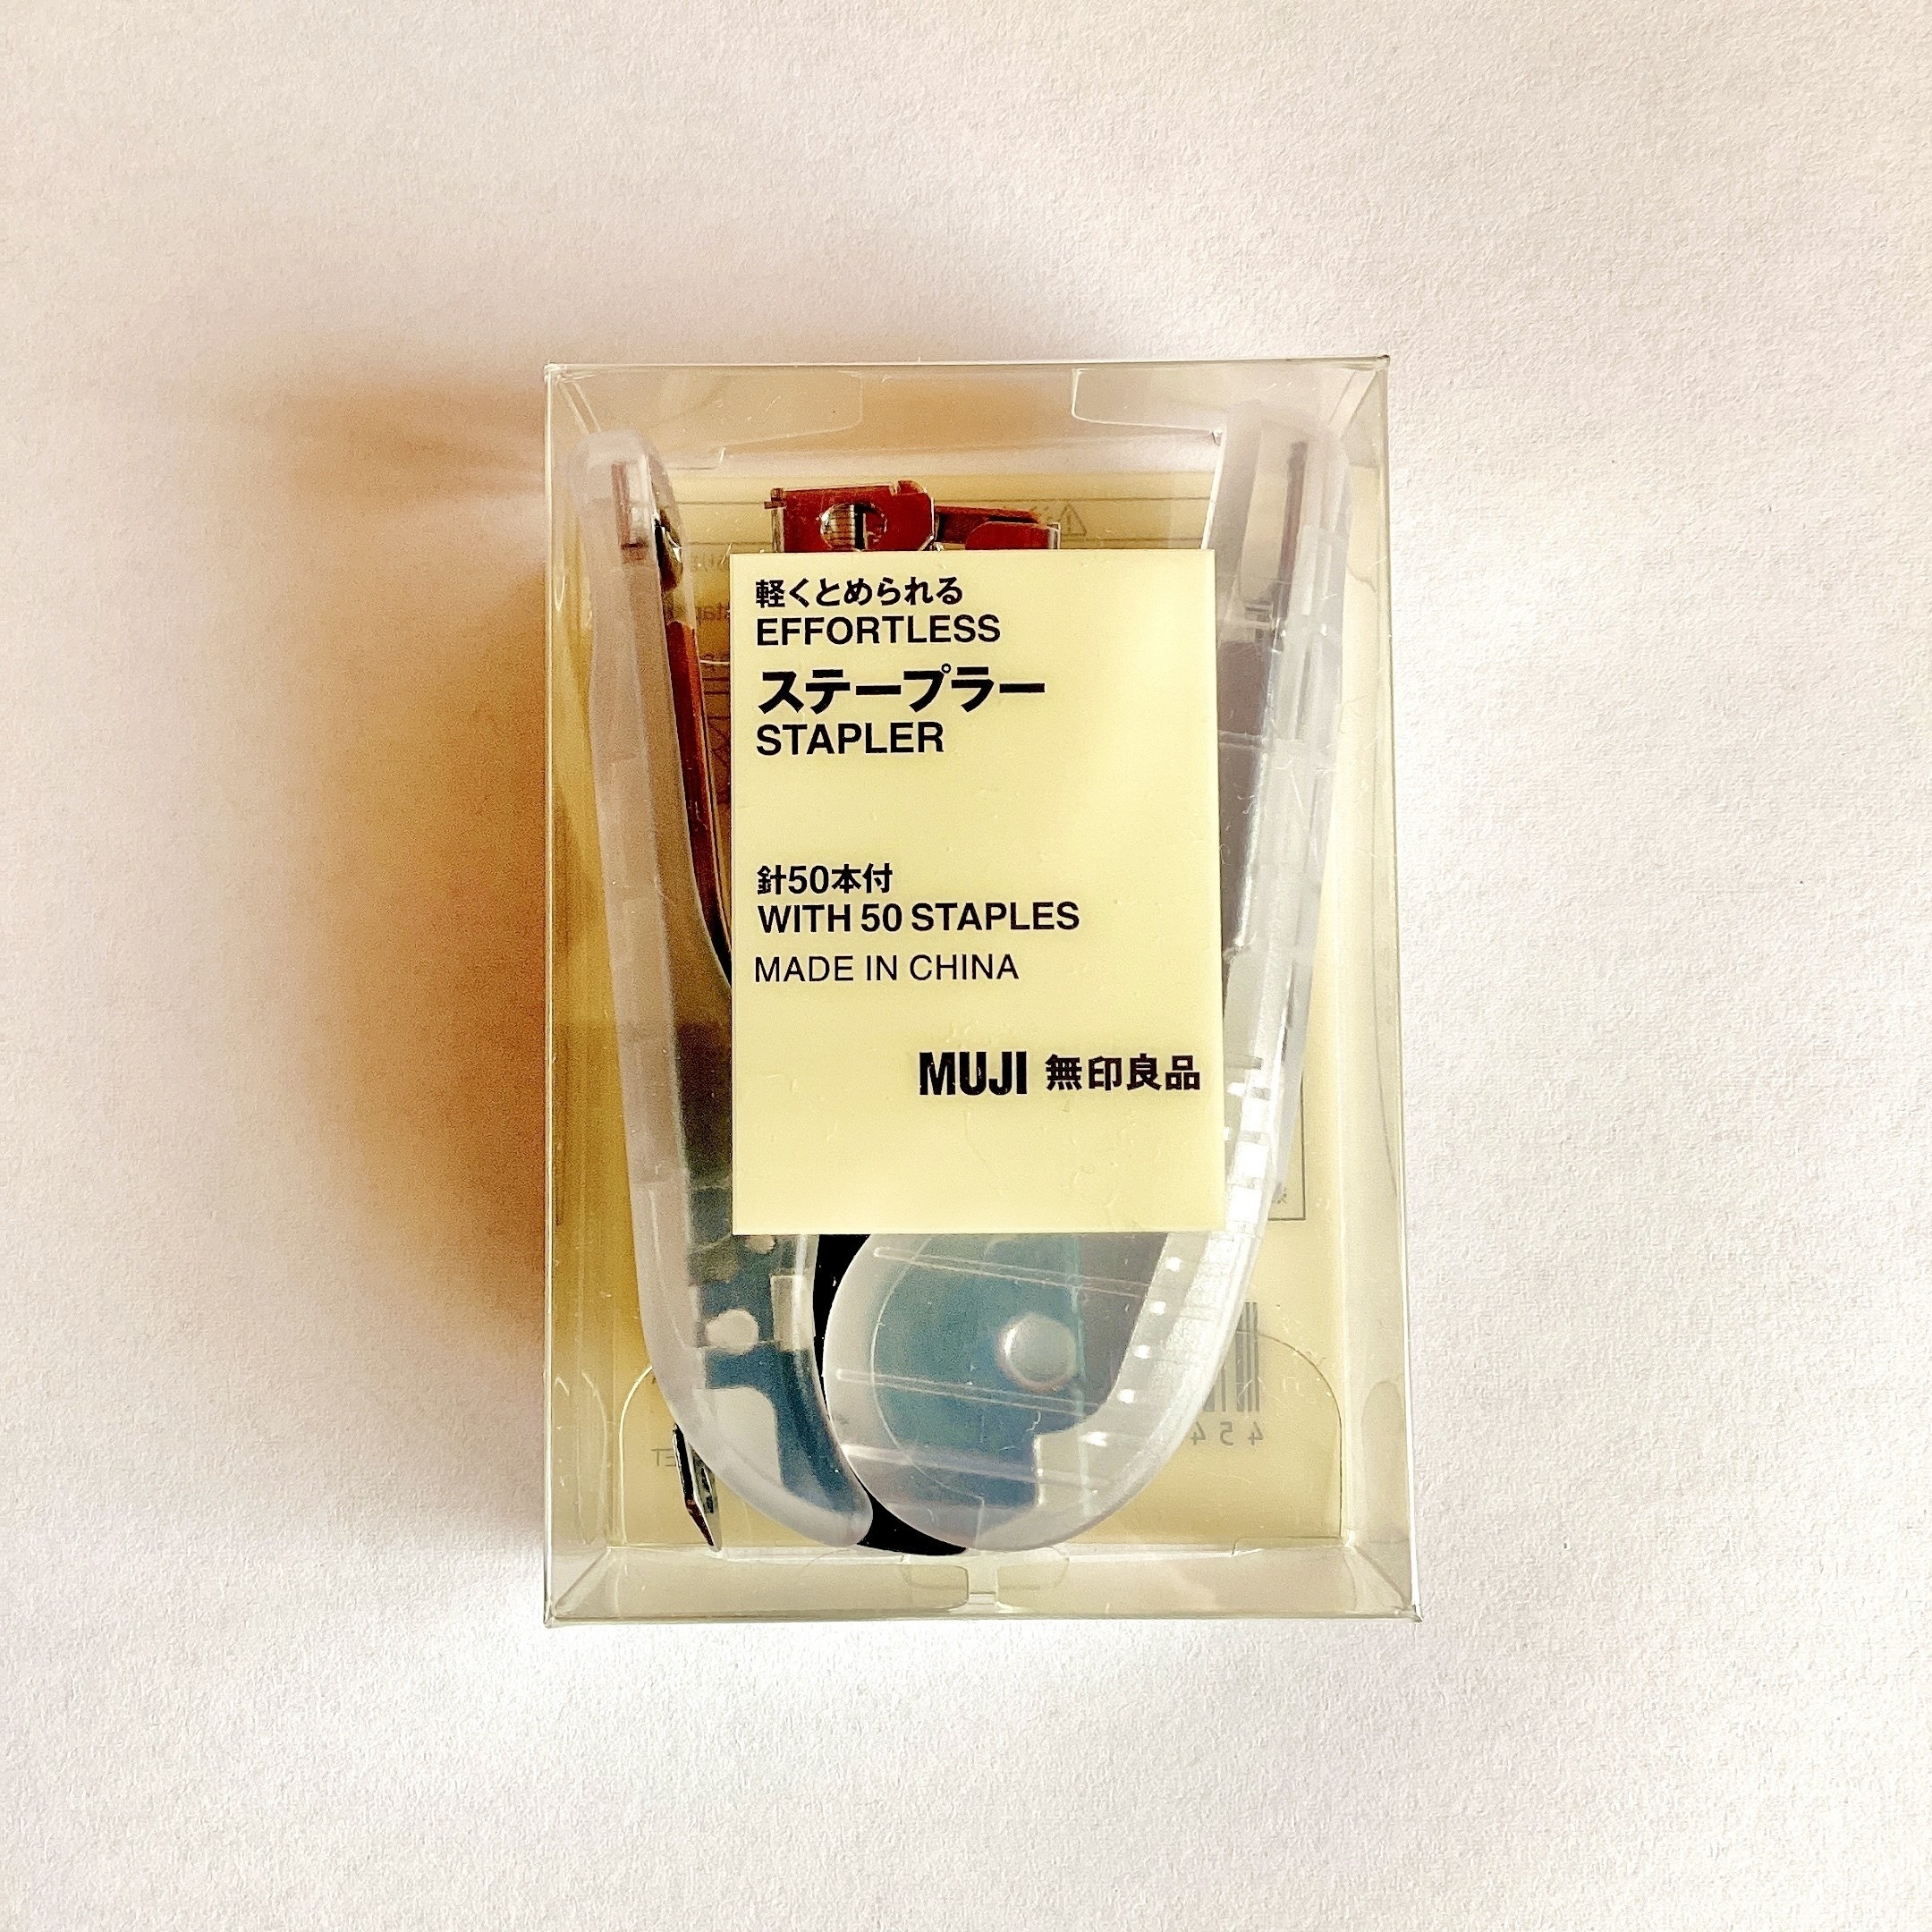 軽くとめられる
EFFORTLESS
ステープラー
STAPLER
針50本付
WITH 50 STAPLES
MADE IN CHINA
MUJI 無印良品
454